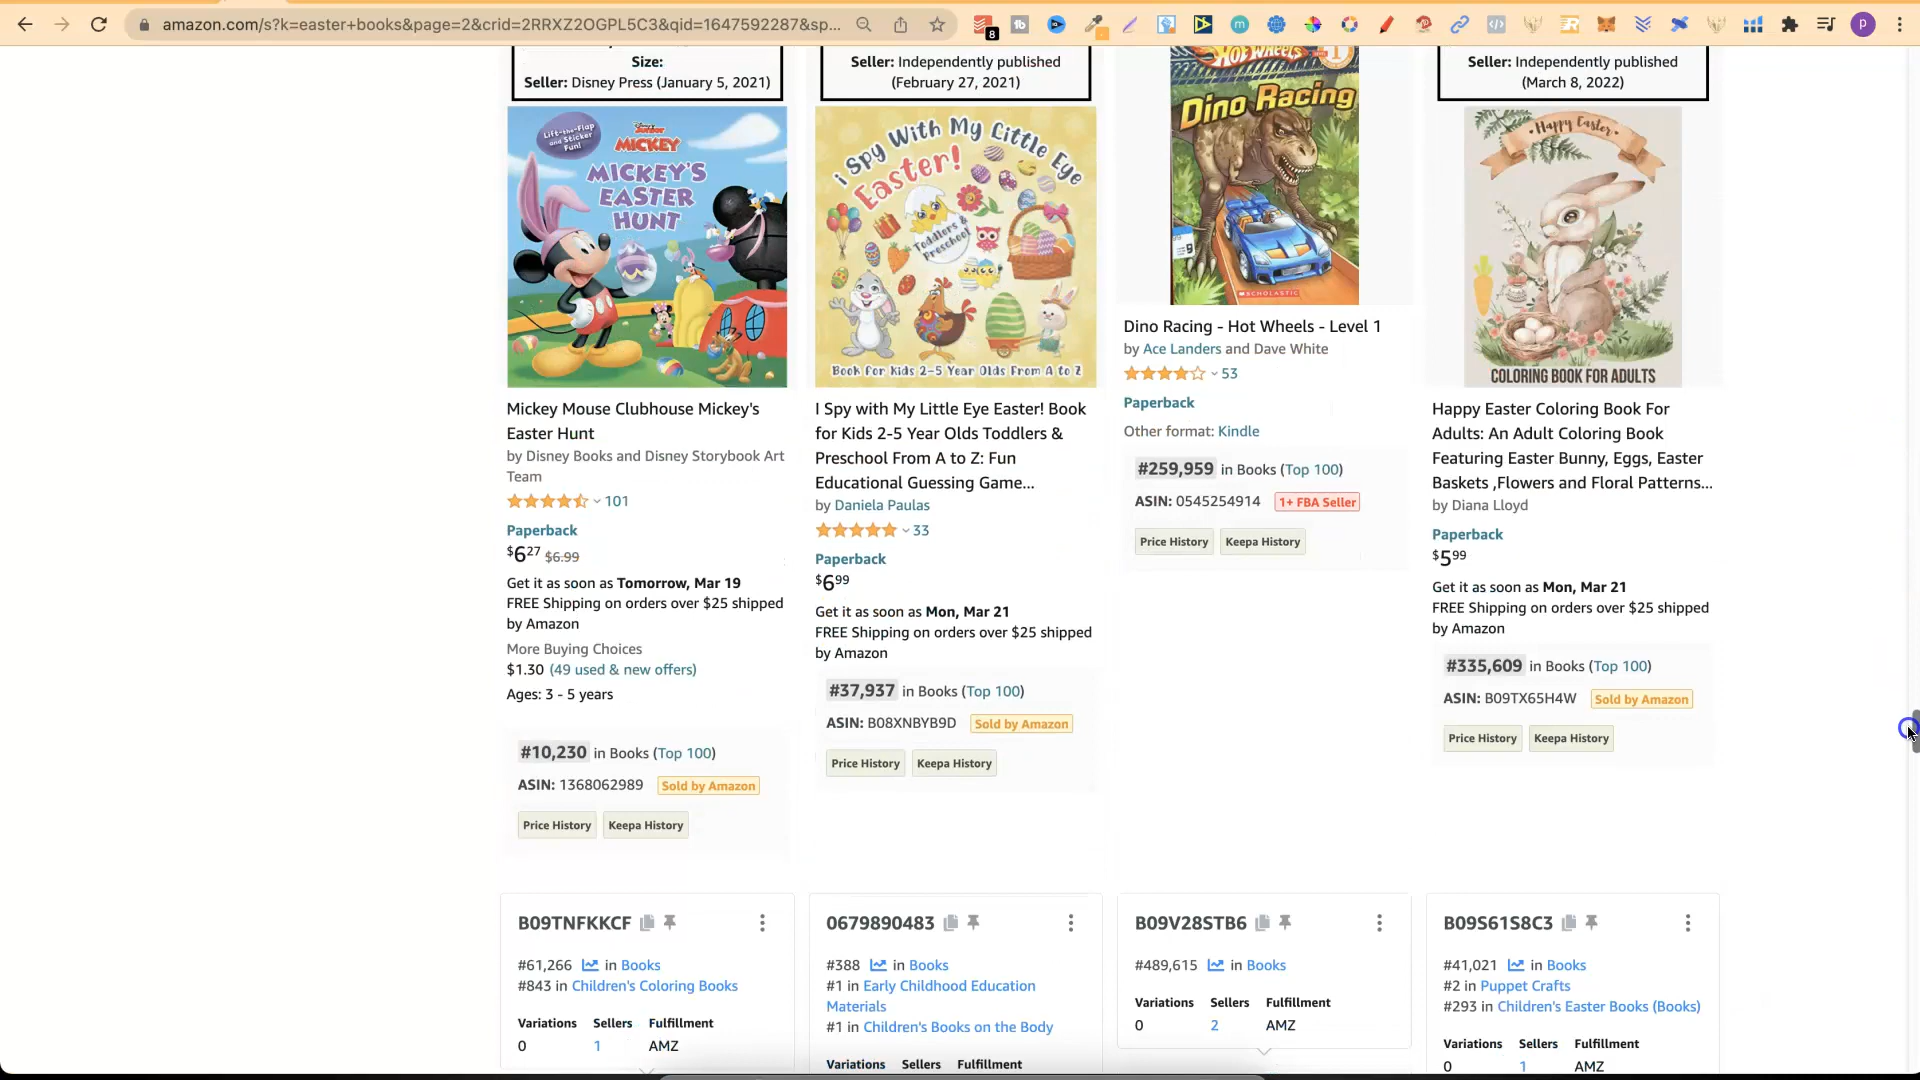 amazon.com/s?k=easter+books&page=2&crid=2RRXZ2OGPL5C3&qid=1647592287&sp...
8
P
Size:
Seller: Disney Press (January 5, 2021)
Lift-the-Flap and Sticker Fun!
Disney Junior
MICKEY
MICKEY'S
EASTER
HUNT
Mickey Mouse Clubhouse Mickey's
Easter Hunt
by Disney Books and Disney Storybook Art
Team
101
Paperback
$6.27 $6.99
Get it as soon as Tomorrow, Mar 19
FREE Shipping on orders over $25 shipped
by Amazon
More Buying Choices
$1.30 (49 used & new offers)
Ages: 3 - 5 years
#10,230 in Books (Top 100)
ASIN: 1368062989 Sold by Amazon
Price History Keepa History
Seller: Independently published
(February 27, 2021)
i Spy With My Little Eye
Easter!
Toddlers &
Preschool
Book For Kids 2-5 Year Olds From A to Z
I Spy with My Little Eye Easter! Book
for Kids 2-5 Year Olds Toddlers &
Preschool From A to Z: Fun
Educational Guessing Game...
by Daniela Paulas
33
Paperback
$6.99
Get it as soon as Mon, Mar 21
FREE Shipping on orders over $25 shipped
by Amazon
#37,937 in Books (Top 100)
ASIN: B08XNBYB9D Sold by Amazon
Price History Keepa History
HOT WHEELS
1
Dino Racing
SCHOLASTIC
Dino Racing - Hot Wheels - Level 1
by Ace Landers and Dave White
53
Paperback
Other format: Kindle
#259,959 in Books (Top 100)
ASIN: 0545254914 1+ FBA Seller
Price History Keepa History
Seller: Independently published
(March 8, 2022)
Happy Easter
COLORING BOOK FOR ADULTS
Happy Easter Coloring Book For
Adults: An Adult Coloring Book
Featuring Easter Bunny, Eggs, Easter
Baskets ,Flowers and Floral Patterns...
by Diana Lloyd
Paperback
$5.99
Get it as soon as Mon, Mar 21
FREE Shipping on orders over $25 shipped
by Amazon
#335,609 in Books (Top 100)
ASIN: B09TX65H4W Sold by Amazon
Price History Keepa History
B09TNFKKCF
#61,266 in Books
#843 in Children's Coloring Books
Variations Sellers Fulfillment
0 1 AMZ
0679890483
#388 in Books
#1 in Early Childhood Education
Materials
#1 in Children's Books on the Body
Variations Sellers Fulfillment
B09V28STB6
#489,615 in Books
Variations Sellers Fulfillment
0 2 AMZ
B09S61S8C3
#41,021 in Books
#2 in Puppet Crafts
#293 in Children's Easter Books (Books)
Variations Sellers Fulfillment
0 1 AMZ